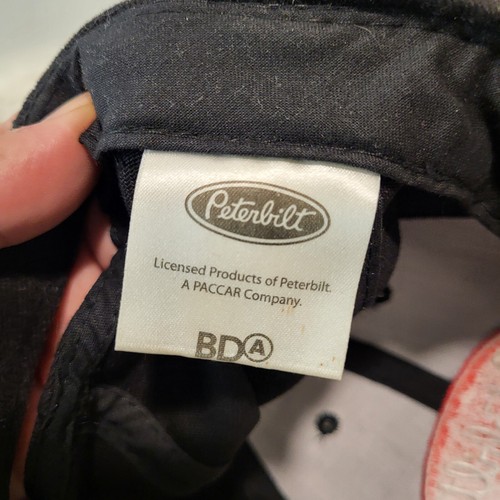 Peterbilt
Licensed Products of Peterbilt.
A PACCAR Company.
BDA